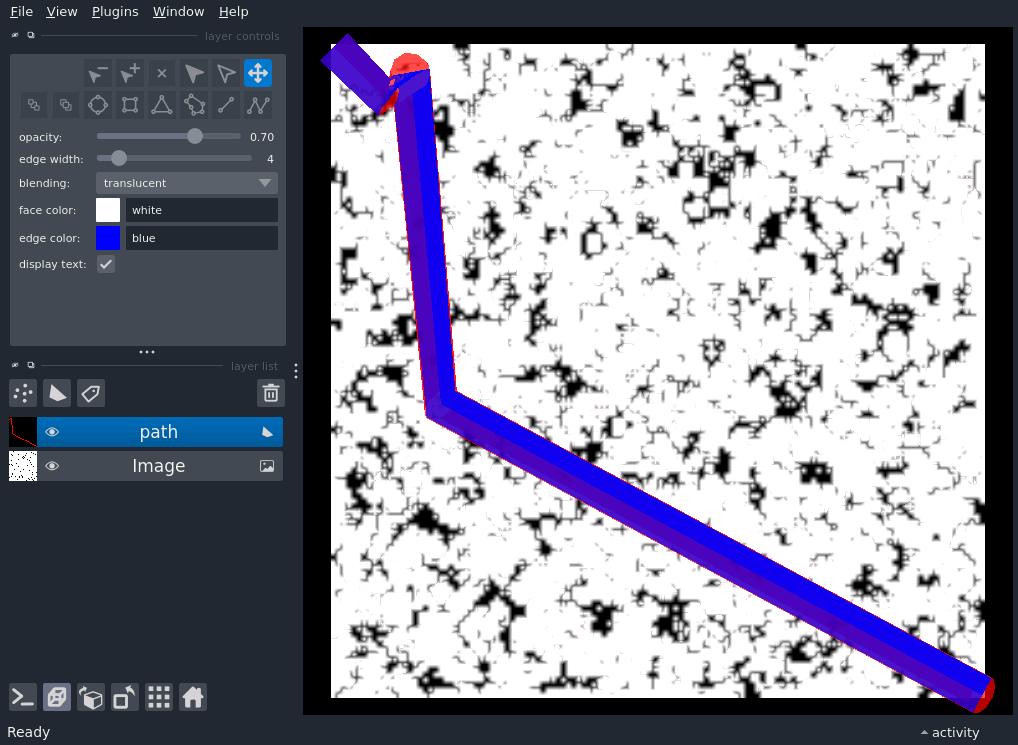 File View Plugins Window Help
layer controls
opacity: 0.70
edge width: 4
blending: translucent
face color: white
edge color: blue
display text:
layer list
path
Image
Ready activity